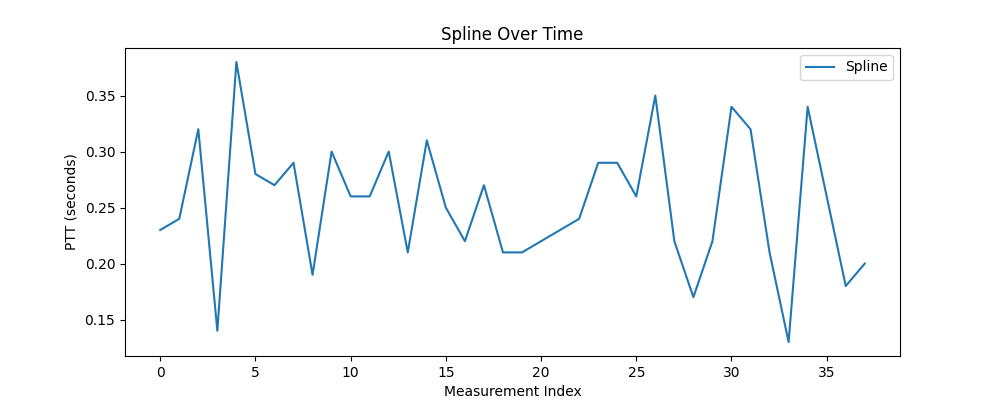 Spline Over Time
Spline
PTT (seconds)
0.35
0.30
0.25
0.20
0.15
0 5 10 15 20 25 30 35
Measurement Index